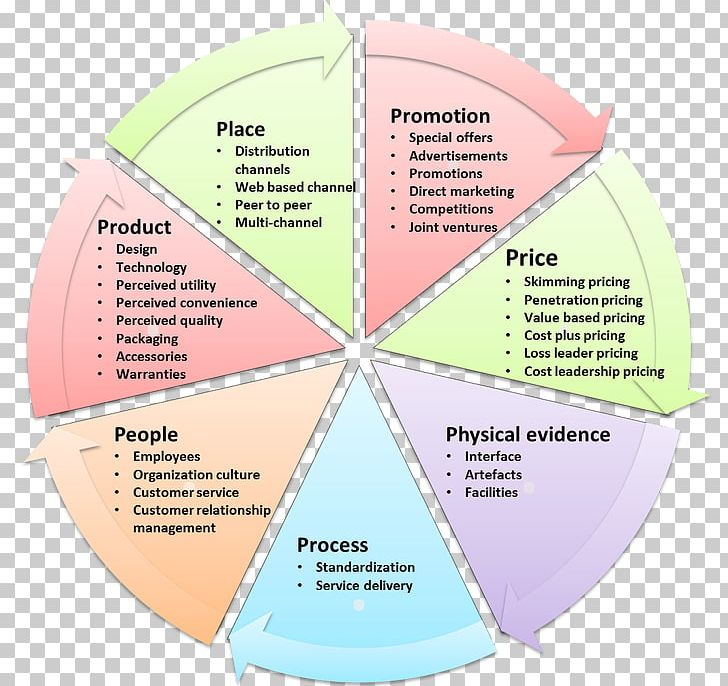 Place
• Distribution
channels
• Web based channel
• Peer to peer
• Multi-channel
Promotion
• Special offers
• Advertisements
• Promotions
• Direct marketing
• Competitions
• Joint ventures
Price
• Skimming pricing
• Penetration pricing
• Value based pricing
• Cost plus pricing
• Loss leader pricing
• Cost leadership pricing
Physical evidence
• Interface
• Artefacts
• Facilities
Process
• Standardization
• Service delivery
People
• Employees
• Organization culture
• Customer service
• Customer relationship
management
Product
• Design
• Technology
• Perceived utility
• Perceived convenience
• Perceived quality
• Packaging
• Accessories
• Warranties